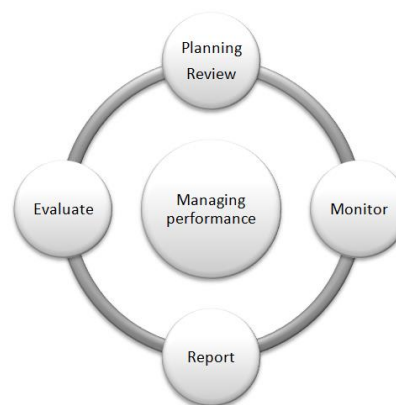 Planning
Review
Evaluate
Managing
performance
Monitor
Report